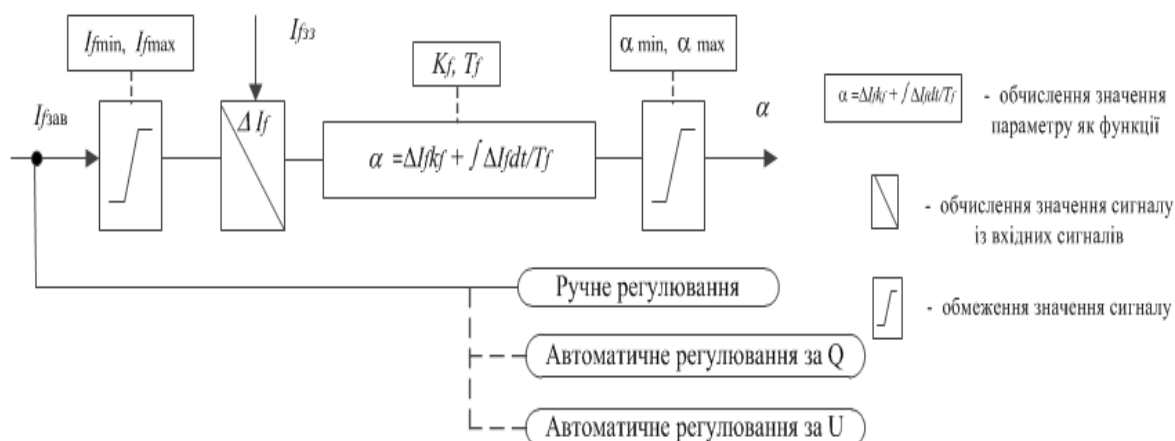 Ifmin, Ifmax
Ifзз
α min, α max
Kf, Tf
Ifзав
Δ If
α =ΔIfkf + ∫ ΔIfdt/Tf
α
α =ΔIfkf + ∫ ΔIfdt/Tf
- обчислення значення
параметру як функції
- обчислення значення сигналу
із вхідних сигналів
- обмеження значення сигналу
Ручне регулювання
Автоматичне регулювання за Q
Автоматичне регулювання за U